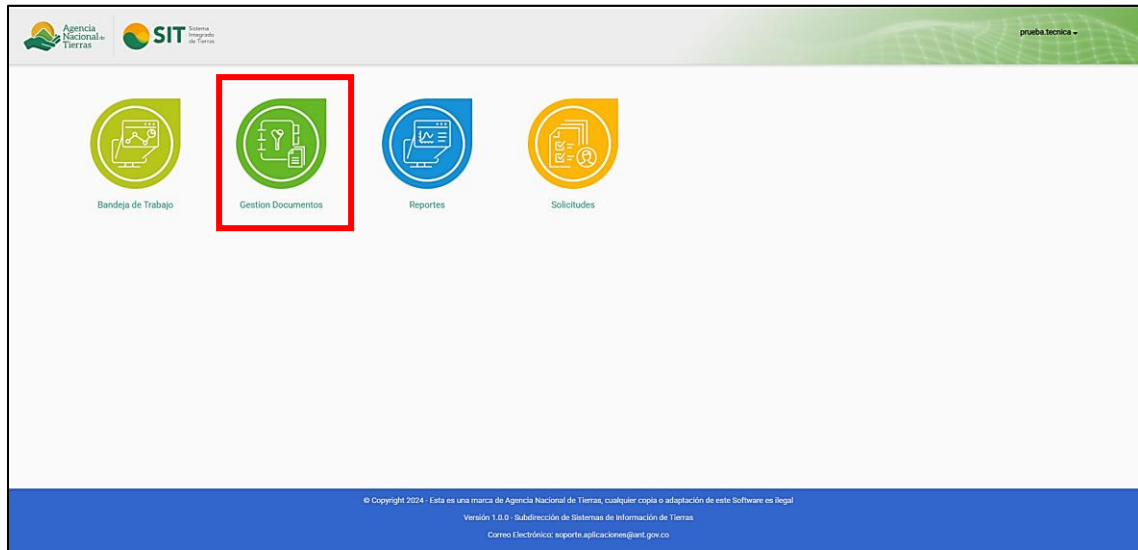 Agencia
Nacional de
Tierras
SIT
Sistema
Integrado
de Tierras
prueba.tecnica
Bandeja de Trabajo
Gestion Documentos
Reportes
Solicitudes
© Copyright 2024 - Esta es una marca de Agencia Nacional de Tierras, cualquier copia o adaptación de este Software es ilegal
Versión 1.0.0 - Subdirección de Sistemas de Información de Tierras
Correo Electrónico: soporte.aplicaciones@ant.gov.co